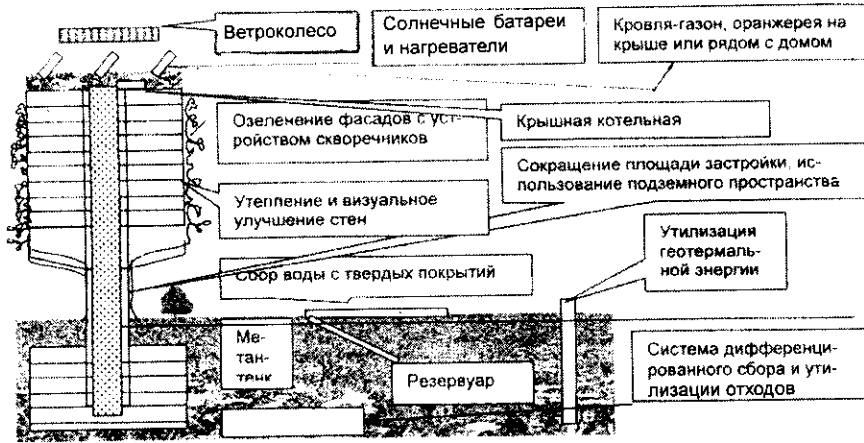 Ветроколесо
Солнечные батареи
и нагреватели
Кровля-газон, оранжерея на
крыше или рядом с домом
Озеленение фасадов с уст-
ройством скворечников
Крышная котельная
Сокращение площади застройки, ис-
пользование подземного пространства
Утепление и визуальное
улучшение стен
Утилизация
геотермаль-
ной энергии
Сбор воды с твердых покрытий
Ме-
тан-
тенк
Резервуар
Система дифференци-
рованного сбора и ути-
лизации отходов